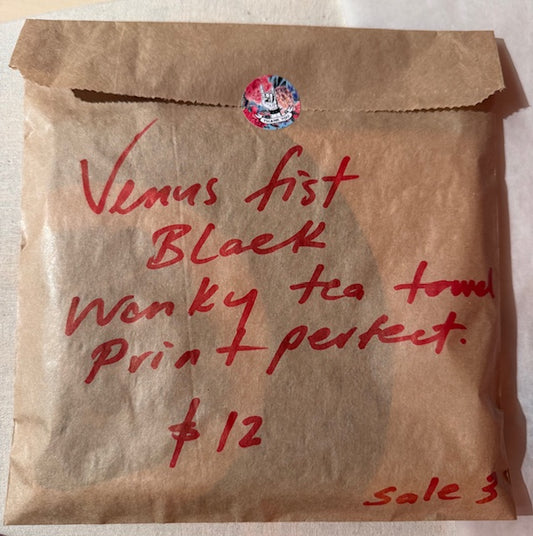 Venus fist
Black
Wonky tea towel
Print perfect.
$12
Sale 3